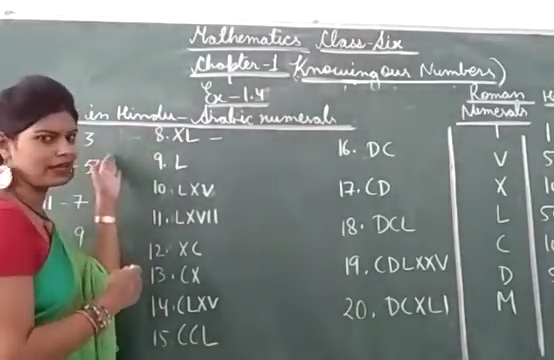 Mathematics Class-Six
Chapter-1 (Knowing our Numbers)
Ex-1.4
in Hindu-Arabic numerals
Roman
Numerals
3
8. XL -
9. L
- 7
10. LXV
9
11. LXVII
12. XC
13. CX
14. CLXV
15 CCL
16. DC
17. CD
18. DCL
19. CDLXXV
20. DCXLI
I
V
X
L
C
D
M